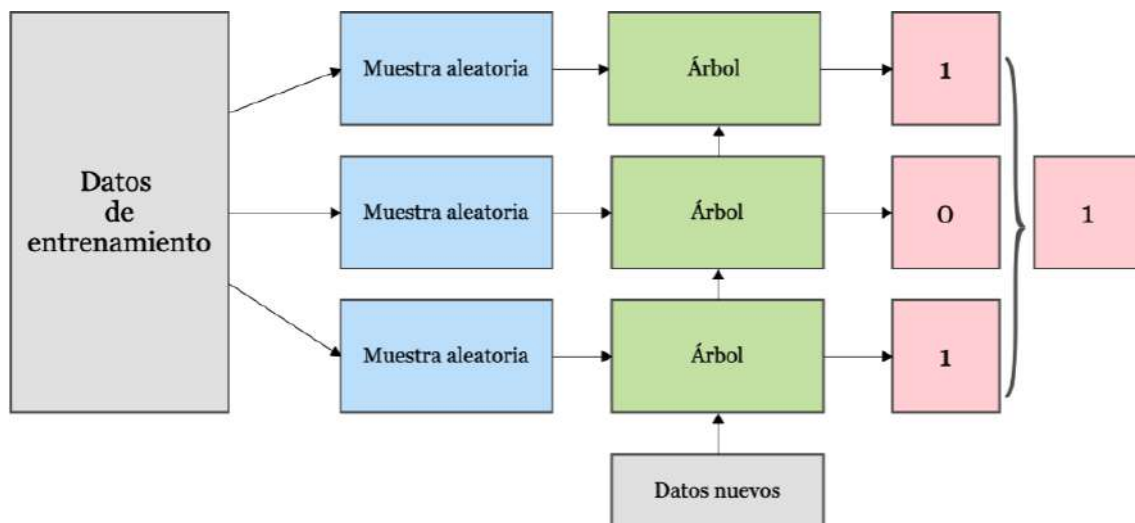 Datos
de
entrenamiento
Muestra aleatoria
Árbol
1
Muestra aleatoria
Árbol
0
1
Muestra aleatoria
Árbol
1
Datos nuevos